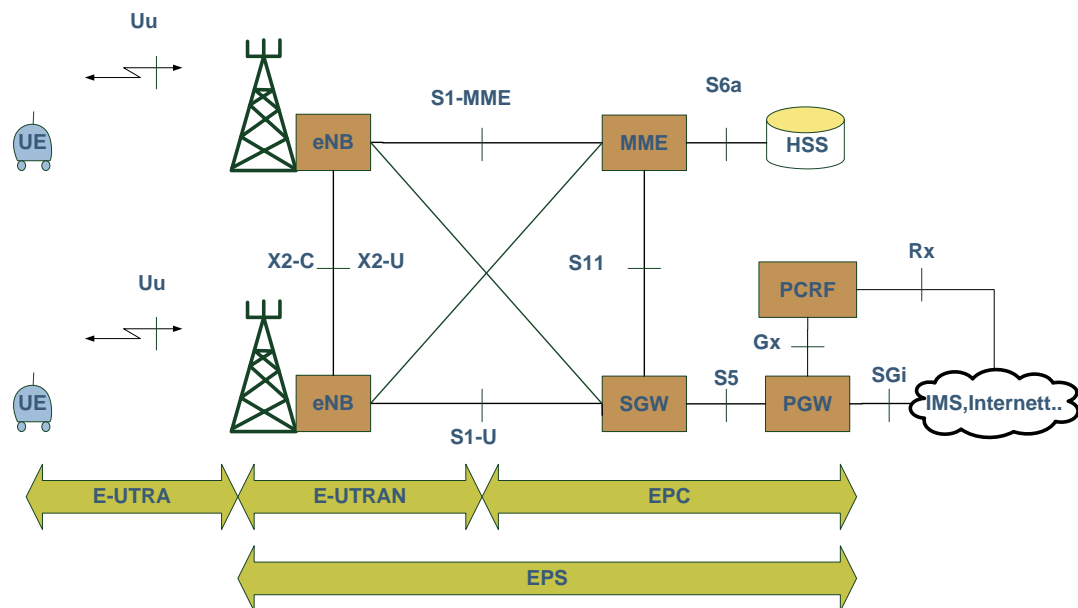 Uu
S1-MME
S6a
UE
eNB
MME
HSS
X2-C
X2-U
S11
Rx
Uu
PCRF
Gx
UE
eNB
S1-U
SGW
S5
PGW
SGi
IMS,Internett..
E-UTRA
E-UTRAN
EPC
EPS